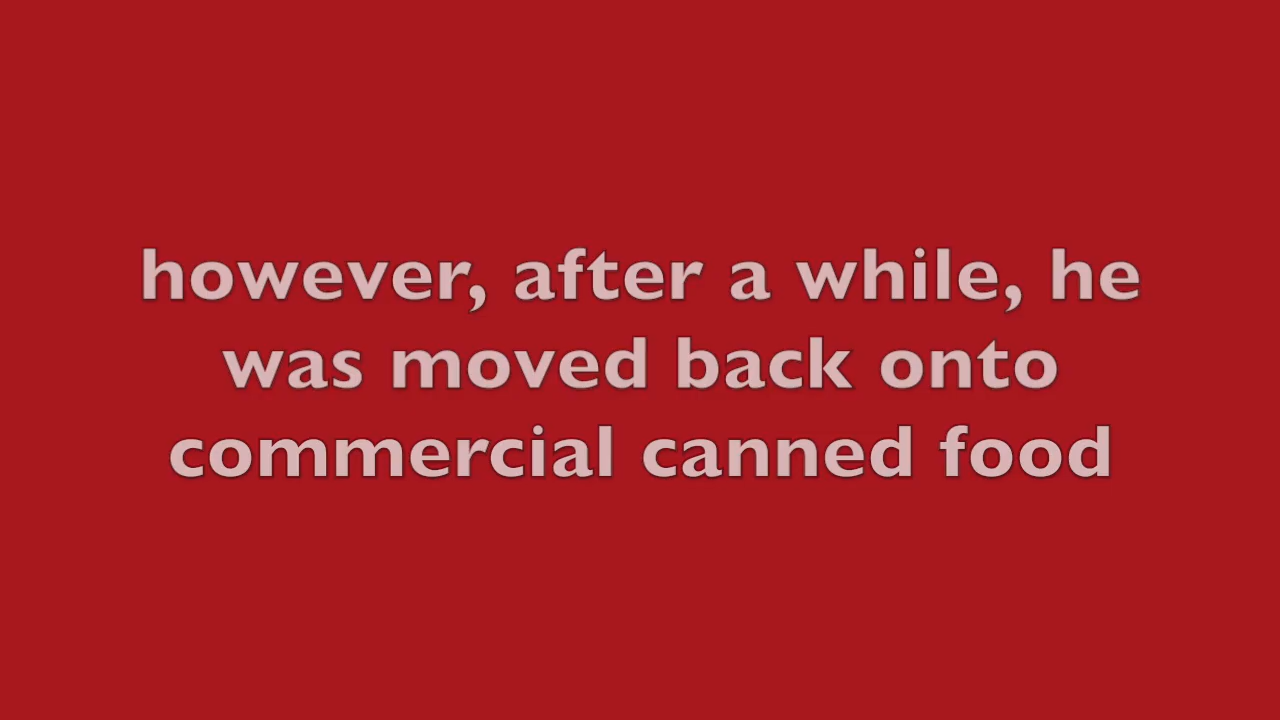 however, after a while, he
was moved back onto
commercial canned food